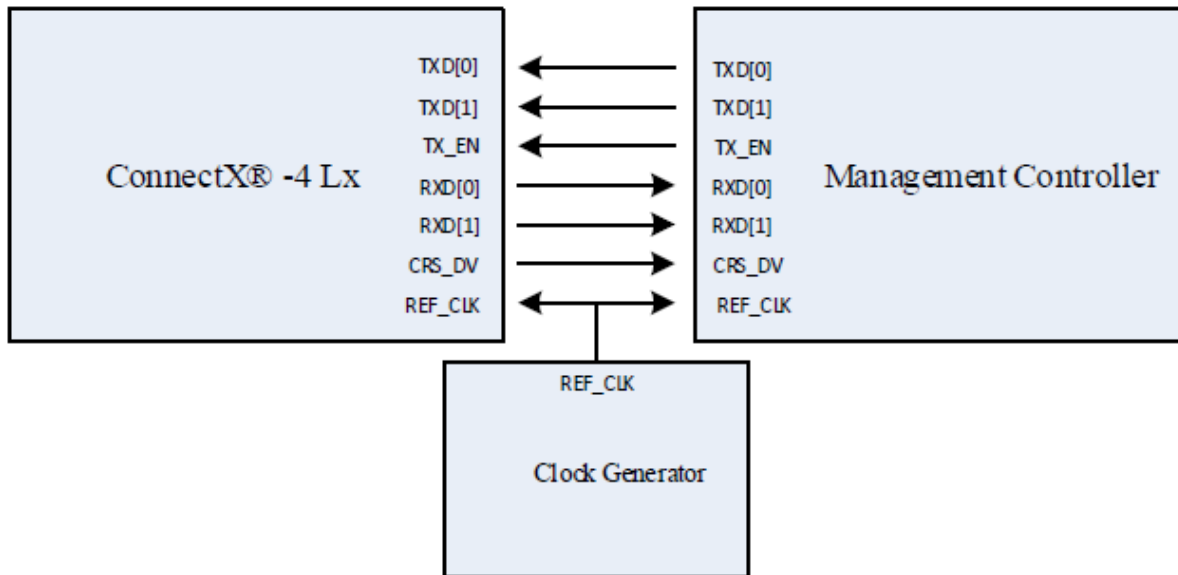 ConnectX® -4 Lx
TXD[0]
TXD[1]
TX_EN
RXD[0]
RXD[1]
CRS_DV
REF_CLK
TXD[0]
TXD[1]
TX_EN
RXD[0]
RXD[1]
CRS_DV
REF_CLK
Management Controller
REF_CLK
Clock Generator